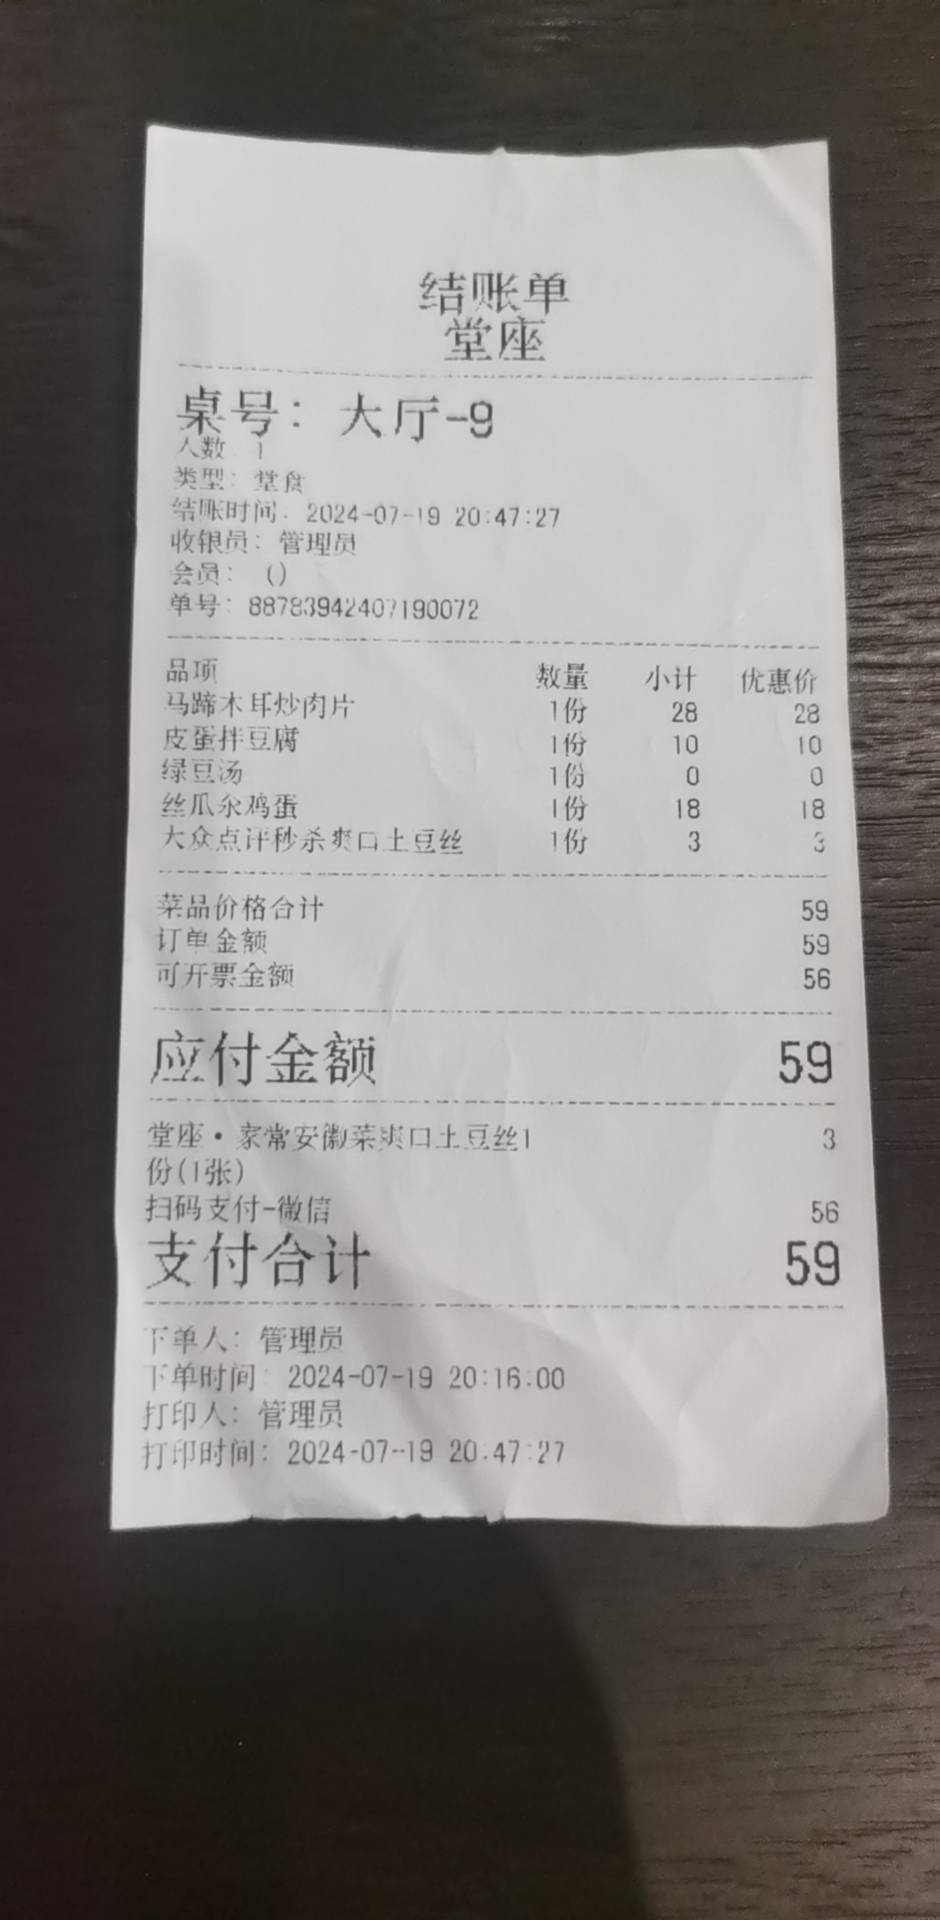 结账单
堂座
桌号: 大厅-9
人数: 1
类型: 堂食
结账时间: 2024-07-19 20:47:27
收银员: 管理员
会员: ()
单号: 88783942407190072
品项 数量 小计 优惠价
马蹄木耳炒肉片 1份 28 28
皮蛋拌豆腐 1份 10 10
绿豆汤 1份 0 0
丝瓜氽鸡蛋 1份 18 18
大众点评秒杀爽口土豆丝 1份 3 3
菜品价格合计 59
订单金额 59
可开票金额 56
应付金额 59
堂座·家常安徽菜爽口土豆丝1 3
份(1张)
扫码支付-微信 56
支付合计 59
下单人: 管理员
下单时间: 2024-07-19 20:16:00
打印人: 管理员
打印时间: 2024-07-19 20:47:27